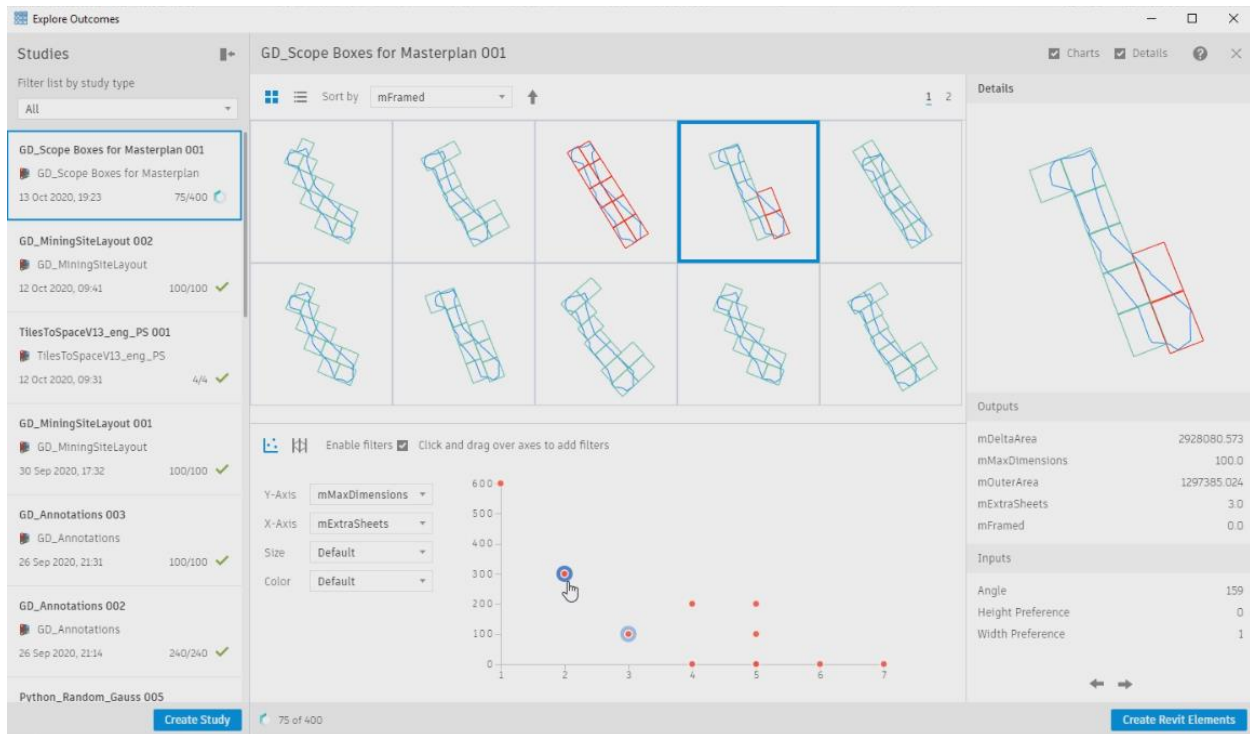 Explore Outcomes
Studies
Filter list by study type
All
GD_Scope Boxes for Masterplan 001
GD_Scope Boxes for Masterplan
13 Oct 2020, 19:23 75/400
GD_MiningSiteLayout 002
GD_MiningSiteLayout
12 Oct 2020, 09:41 100/100
TilesToSpaceV13_eng_PS 001
TilesToSpaceV13_eng_PS
12 Oct 2020, 09:31 4/4
GD_MiningSiteLayout 001
GD_MiningSiteLayout
30 Sep 2020, 17:32 100/100
GD_Annotations 003
GD_Annotations
26 Sep 2020, 21:31 100/100
GD_Annotations 002
GD_Annotations
26 Sep 2020, 21:14 240/240
Python_Random_Gauss 005
Create Study
GD_Scope Boxes for Masterplan 001
Charts Details ?
Sort by mFramed 1 2
Enable filters Click and drag over axes to add filters
Y-Axis mMaxDimensions
X-Axis mExtraSheets
Size Default
Color Default
600
500
400
300
200
100
0
1 2 3 4 5 6 7
75 of 400
Details
Outputs
mDeltaArea 2928080.573
mMaxDimensions 100.0
mOuterArea 1297385.024
mExtraSheets 3.0
mFramed 0.0
Inputs
Angle 159
Height Preference 0
Width Preference 1
Create Revit Elements